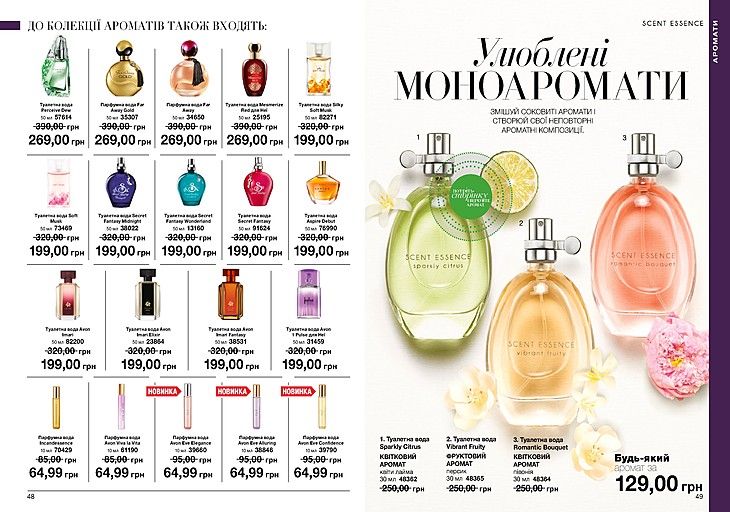 ДО КОЛЕКЦІЇ АРОМАТІВ ТАКОЖ ВХОДЯТЬ:
Туалетна вода
Perceive Dew
50 мл 57614
390,00 грн
269,00 грн
Парфумна вода Far
Away Gold
50 мл 35307
390,00 грн
269,00 грн
Парфумна вода Far
Away
50 мл 34650
390,00 грн
269,00 грн
Туалетна вода Mesmerize
Red для Неї
50 мл 25195
390,00 грн
269,00 грн
Туалетна вода Silky
Soft Musk
50 мл 82271
320,00 грн
199,00 грн
Туалетна вода Soft
Musk
50 мл 73469
320,00 грн
199,00 грн
Туалетна вода Secret
Fantasy Midnight
50 мл 38022
320,00 грн
199,00 грн
Туалетна вода Secret
Fantasy Wonderland
50 мл 13160
320,00 грн
199,00 грн
Туалетна вода
Secret Fantasy
50 мл 91624
320,00 грн
199,00 грн
Туалетна вода
Aspire Debut
50 мл 76990
320,00 грн
199,00 грн
Туалетна вода Avon
Imari
50 мл 82200
320,00 грн
199,00 грн
Туалетна вода Avon
Imari Elixir
50 мл 23864
320,00 грн
199,00 грн
Туалетна вода Avon
Imari Fantasy
50 мл 38531
320,00 грн
199,00 грн
Туалетна вода Avon
1 Pulse для Неї
50 мл 31459
320,00 грн
199,00 грн
Парфумна вода
Incandessence
10 мл 70429
85,00 грн
64,99 грн
Парфумна вода
Avon Viva la Vita
10 мл 61190
85,00 грн
64,99 грн
НОВИНКА
Парфумна вода
Avon Eve Elegance
10 мл 39660
95,00 грн
64,99 грн
НОВИНКА
Парфумна вода
Avon Eve Alluring
10 мл 38846
95,00 грн
64,99 грн
НОВИНКА
Парфумна вода
Avon Eve Confidence
10 мл 39790
95,00 грн
64,99 грн
48
SCENT ESSENCE
АРОМАТИ
Улюблені
МОНОАРОМАТИ
ЗМІШУЙ СОКОВИТІ АРОМАТИ І
СТВОРЮЙ СВОЇ НЕПОВТОРНІ
АРОМАТНІ КОМПОЗИЦІЇ.
1
ПОТРІТЬ
сторінку
І ВІДЧУЙТЕ
АРОМАТ
SCENT ESSENCE
sparkly citrus
2
SCENT ESSENCE
vibrant fruity
3
SCENT ESSENCE
romantic bouquet
1. Туалетна вода
Sparkly Citrus
КВІТКОВИЙ
АРОМАТ
квіти лайма
30 мл 48362
250,00 грн
2. Туалетна вода
Vibrant Fruity
ФРУКТОВИЙ
АРОМАТ
персик
30 мл 48365
250,00 грн
3. Туалетна вода
Romantic Bouquet
КВІТКОВИЙ
АРОМАТ
півонія
30 мл 48364
250,00 грн
Будь-який
аромат за
129,00 грн
49